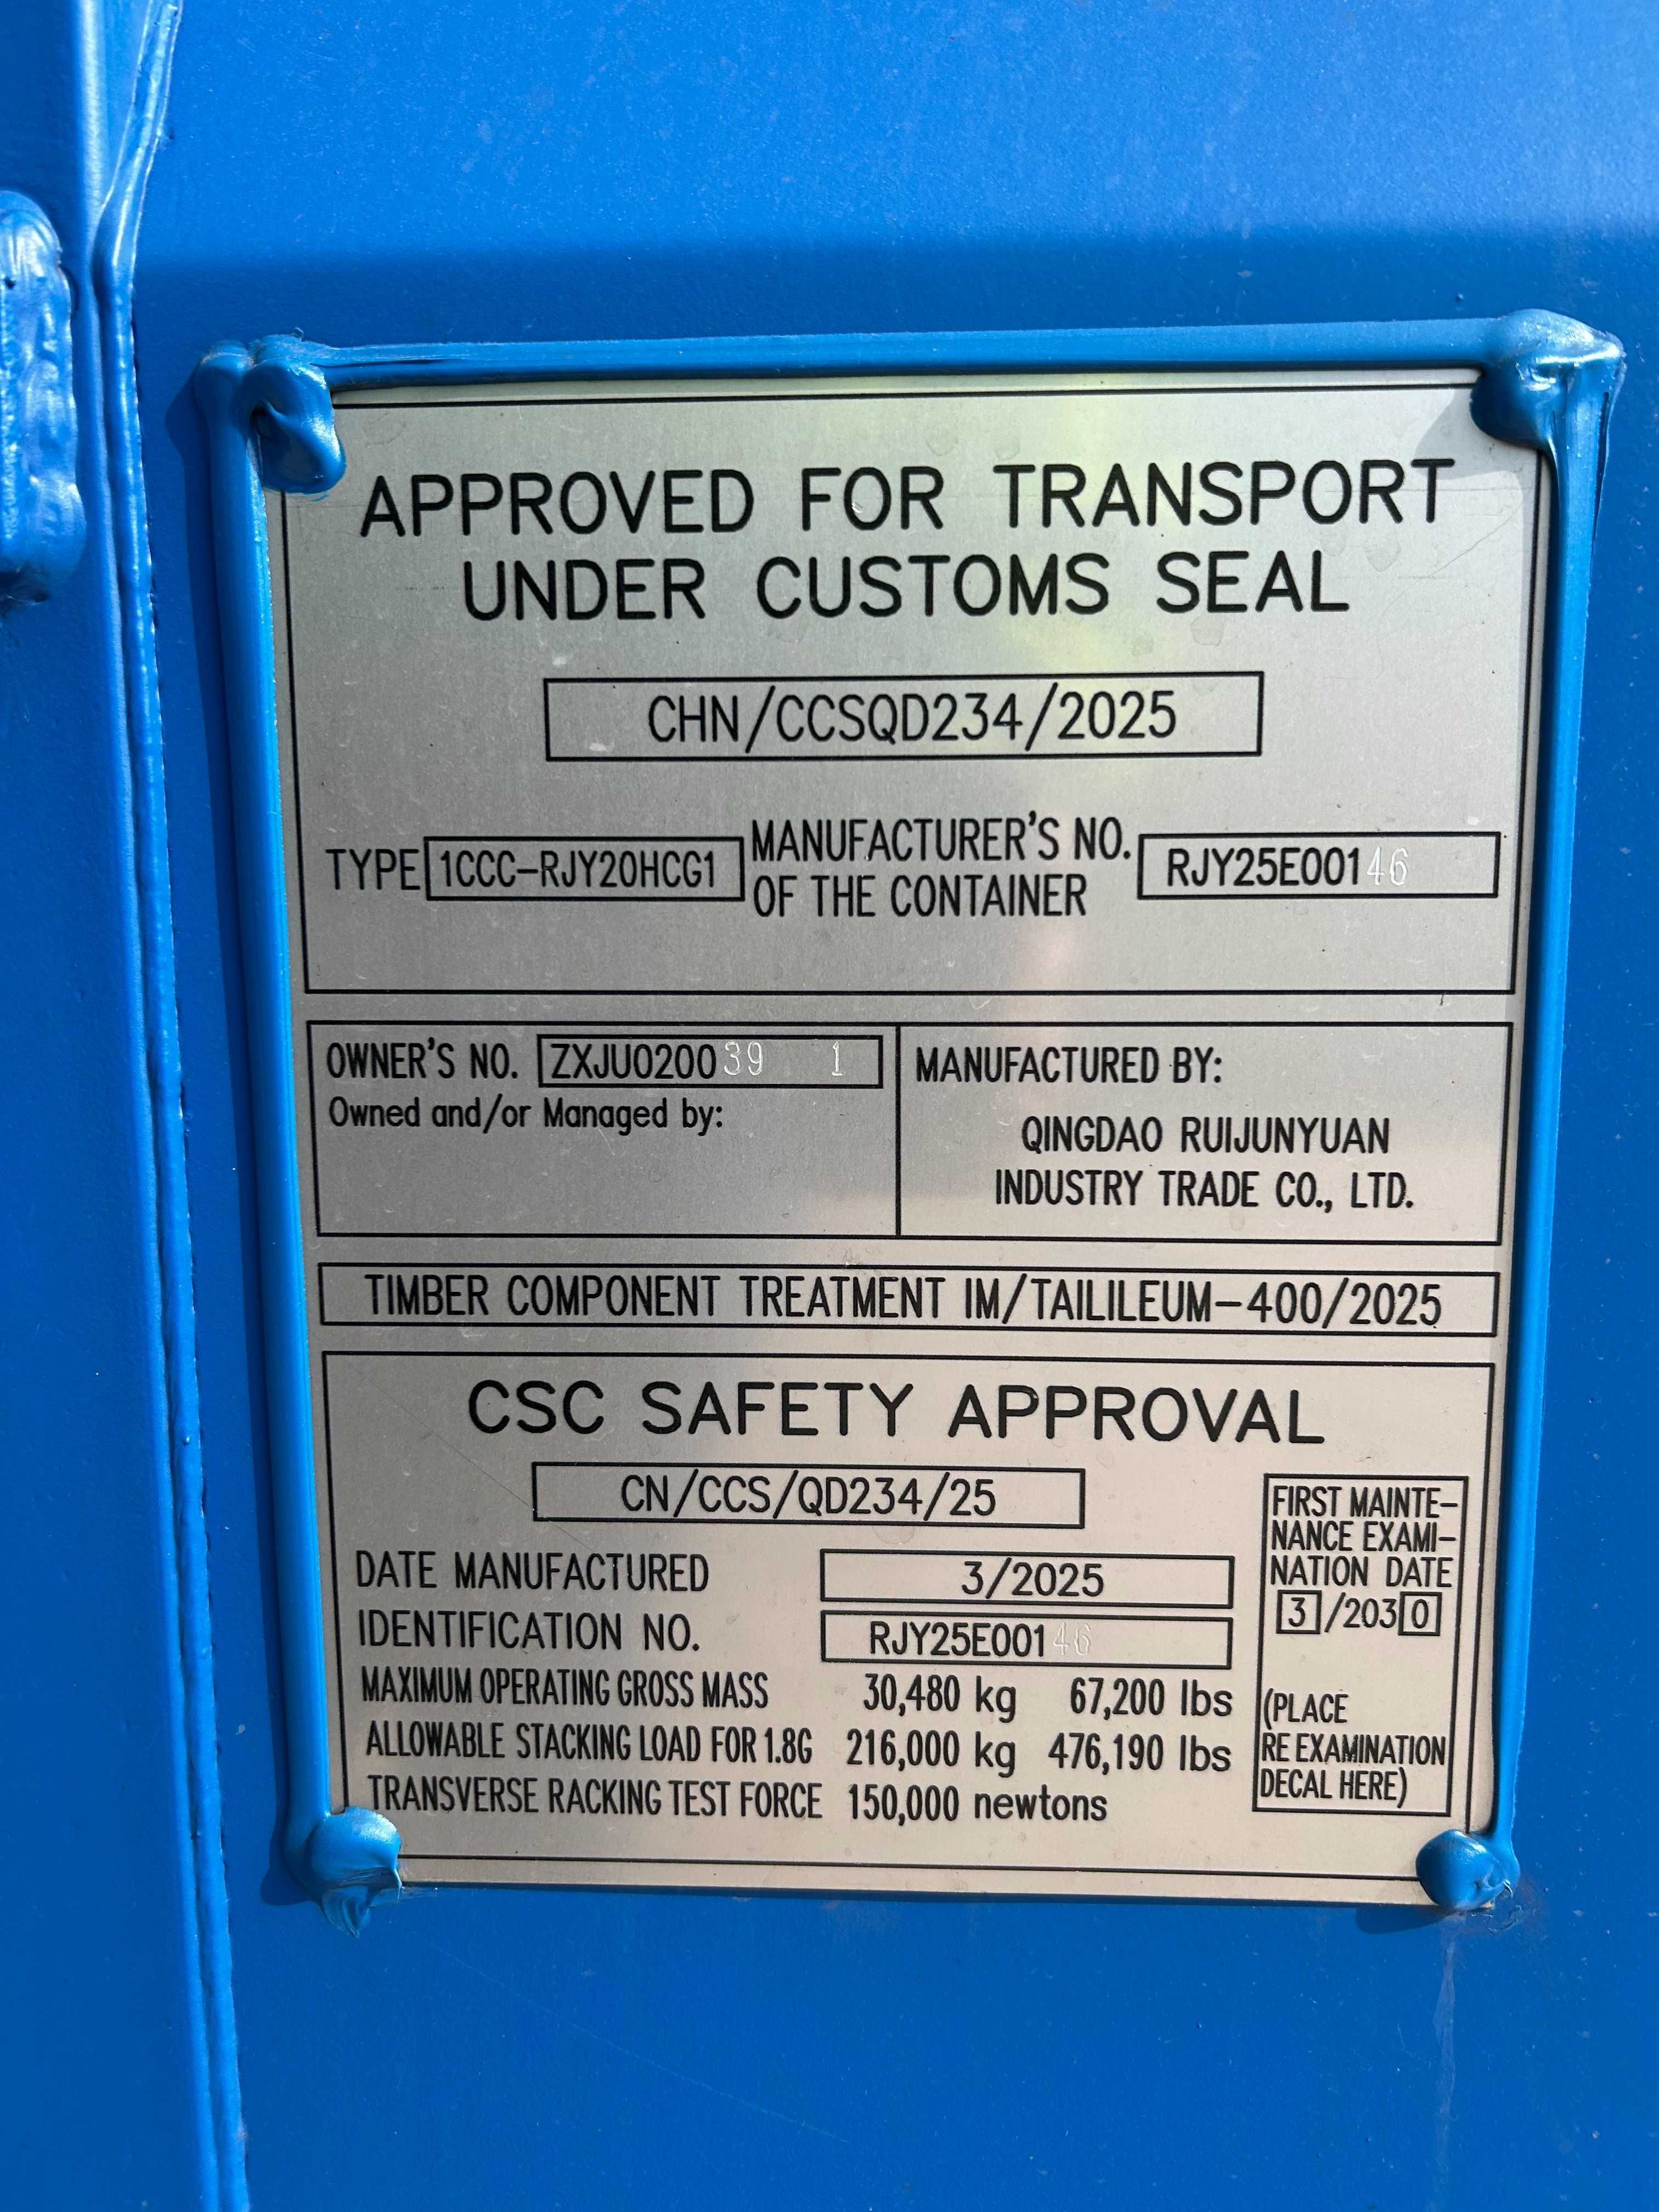 APPROVED FOR TRANSPORT
UNDER CUSTOMS SEAL
CHN/CCSQD234/2025
TYPE 1CCC-RJY20HCG1 MANUFACTURER'S NO. OF THE CONTAINER RJY25E00146
OWNER'S NO. ZXJU020039 1
Owned and/or Managed by:
MANUFACTURED BY:
QINGDAO RUIJUNYUAN
INDUSTRY TRADE CO., LTD.
TIMBER COMPONENT TREATMENT IM/TAILILEUM-400/2025
CSC SAFETY APPROVAL
CN/CCS/QD234/25
DATE MANUFACTURED 3/2025
IDENTIFICATION NO. RJY25E00146
MAXIMUM OPERATING GROSS MASS 30,480 kg 67,200 lbs
ALLOWABLE STACKING LOAD FOR 1.8G 216,000 kg 476,190 lbs
TRANSVERSE RACKING TEST FORCE 150,000 newtons
FIRST MAINTE-
NANCE EXAMI-
NATION DATE
3/2030
(PLACE
RE EXAMINATION
DECAL HERE)